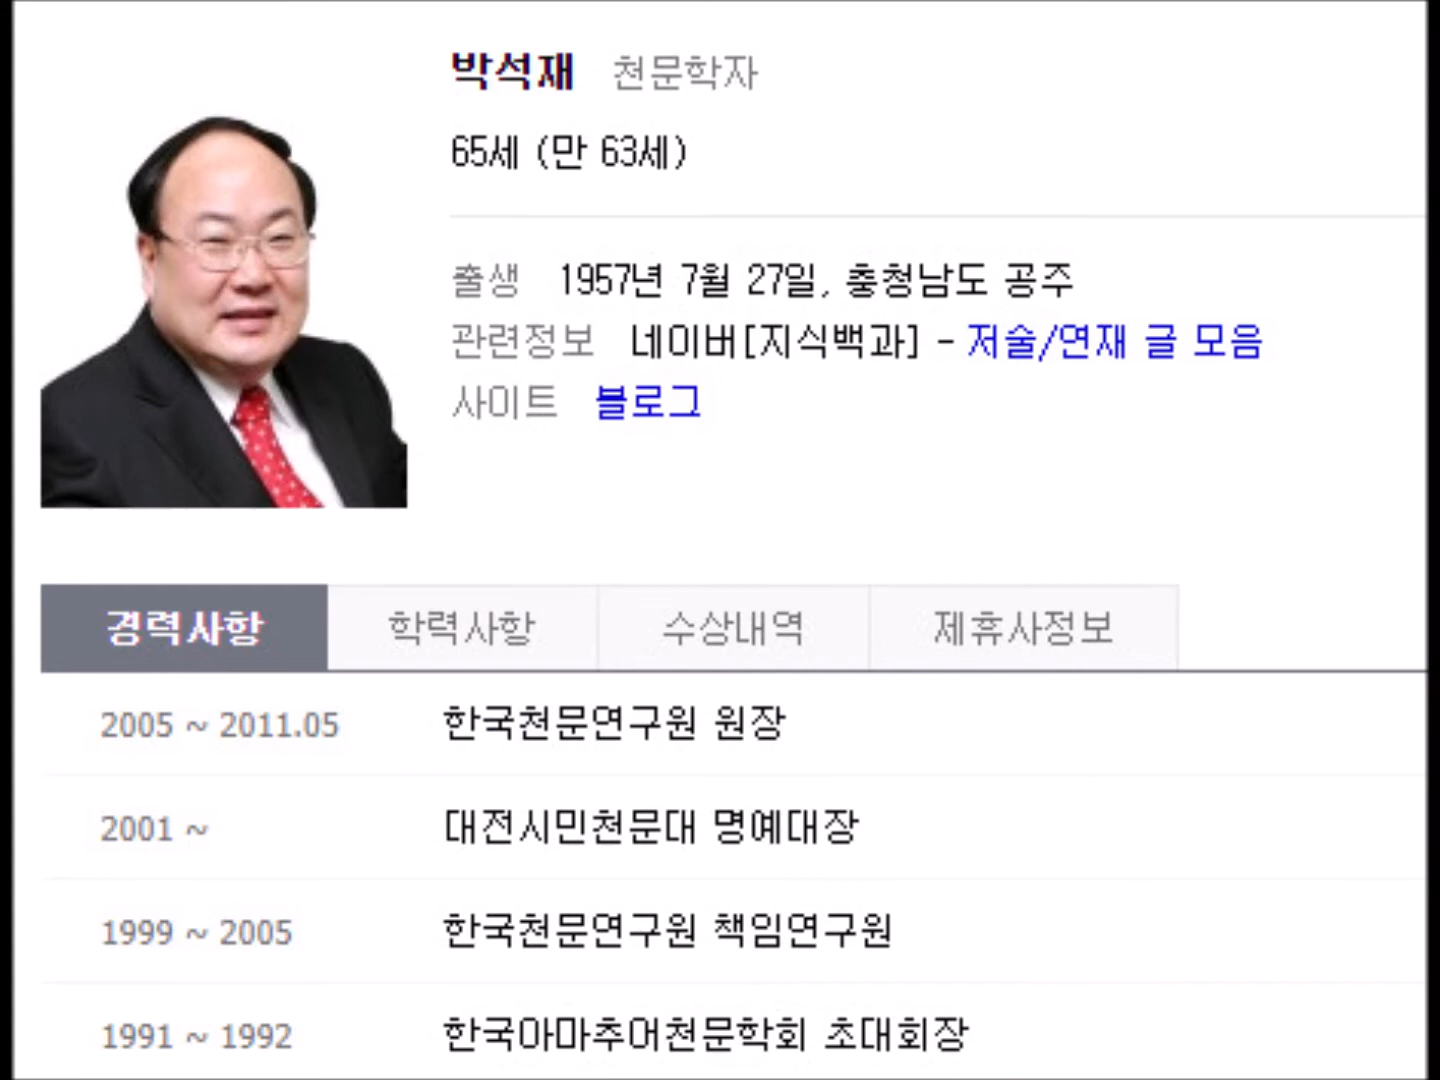 박석재 천문학자
65세 (만 63세)
출생 1957년 7월 27일, 충청남도 공주
관련정보 네이버[지식백과] - 저술/연재 글 모음
사이트 블로그
경력사항 학력사항 수상내역 제휴사정보
2005 ~ 2011.05 한국천문연구원 원장
2001 ~ 대전시민천문대 명예대장
1999 ~ 2005 한국천문연구원 책임연구원
1991 ~ 1992 한국아마추어천문학회 초대회장